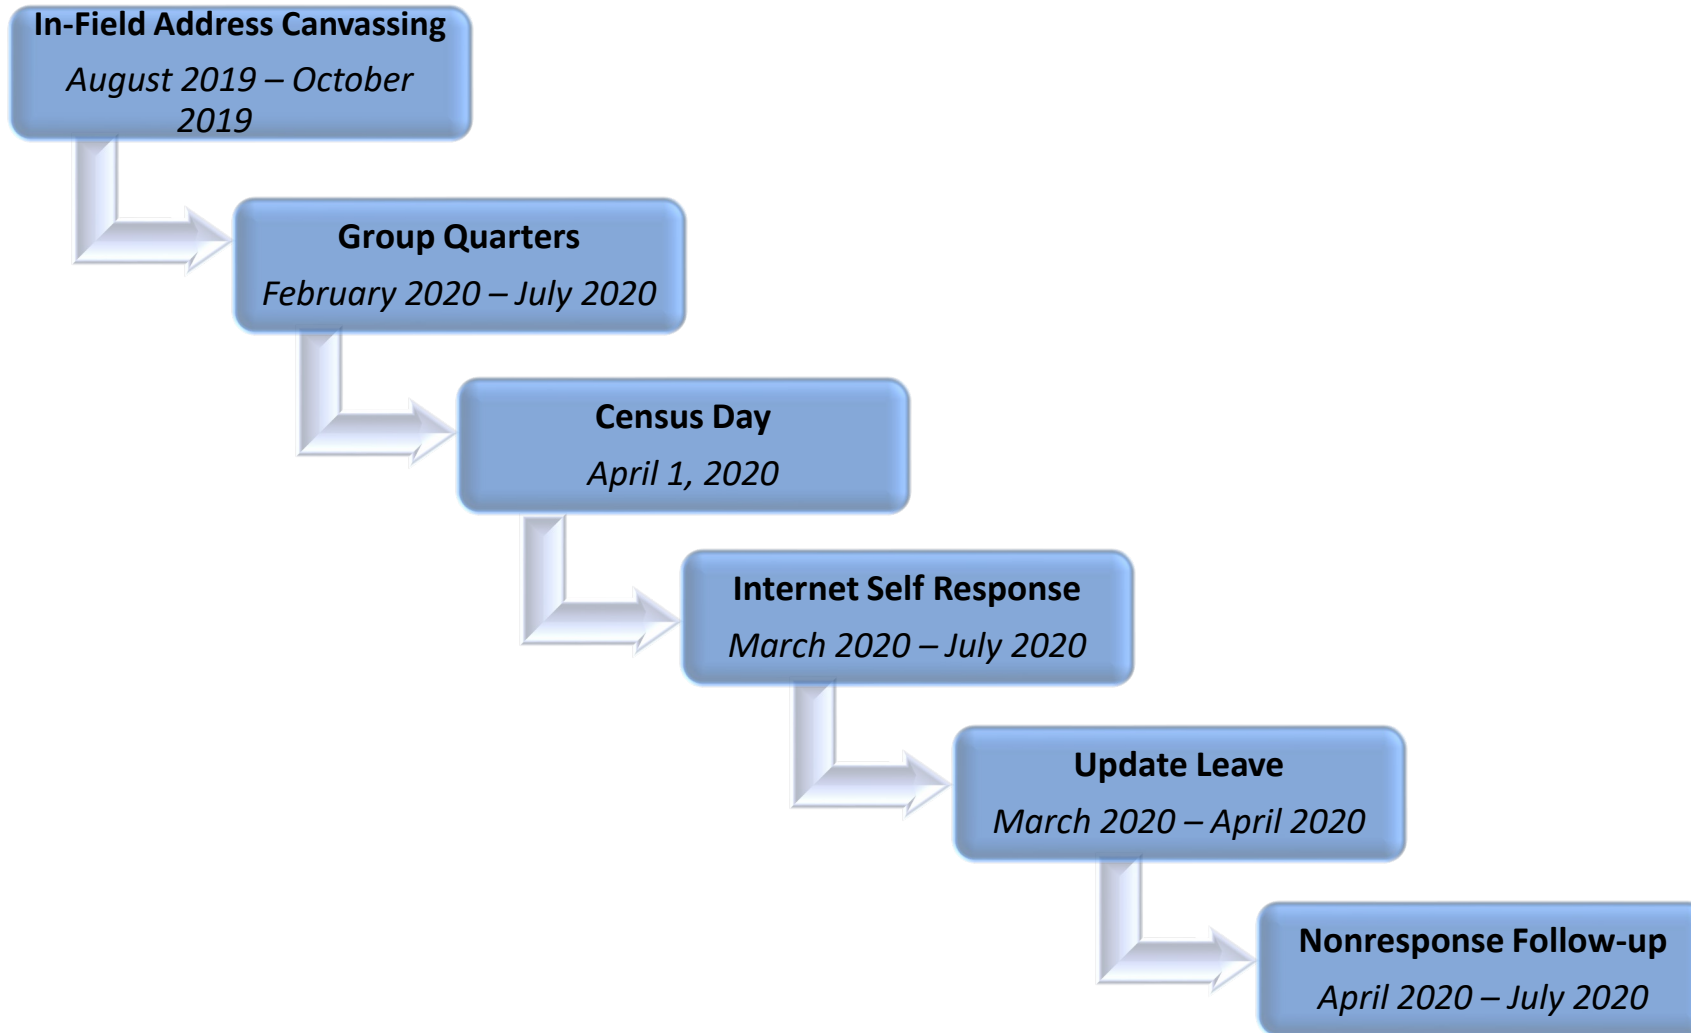 In-Field Address Canvassing
August 2019 – October
2019
Group Quarters
February 2020 – July 2020
Census Day
April 1, 2020
Internet Self Response
March 2020 – July 2020
Update Leave
March 2020 – April 2020
Nonresponse Follow-up
April 2020 – July 2020